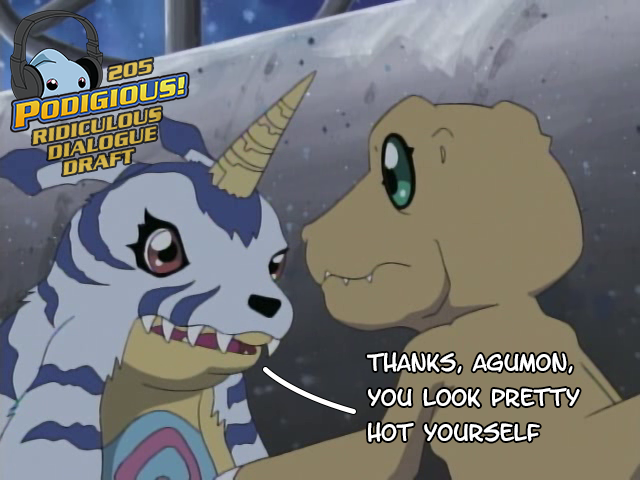 205
PODIGIOUS!
RIDICULOUS
DIALOGUE
DRAFT
THANKS, AGUMON,
YOU LOOK PRETTY
HOT YOURSELF